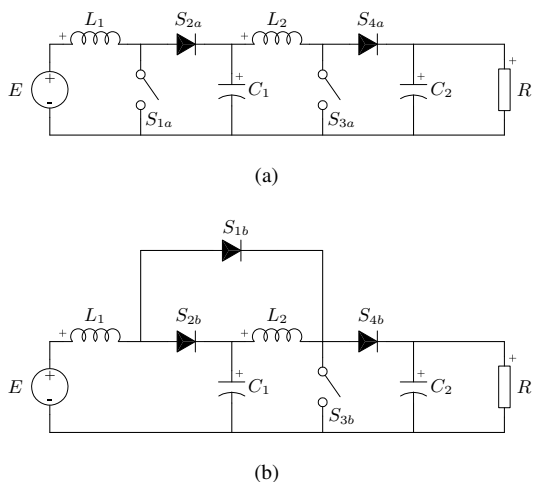 L1 S2a L2 S4a
+ + + + +
E + - S1a C1 S3a C2 R
(a)
S1b
L1 S2b L2 S4b
+ + + + +
E + - C1 S3b C2 R
(b)